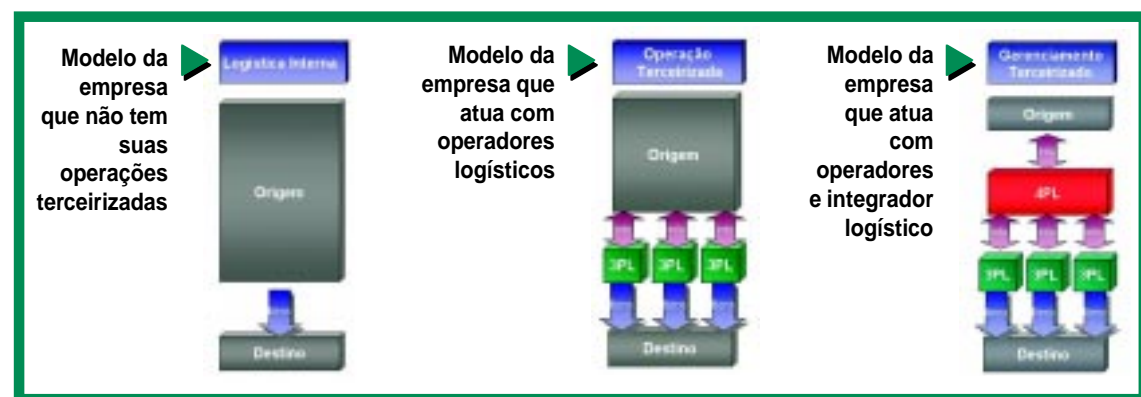 Modelo da
empresa
que não tem
suas
operações
terceirizadas
Logística Interna
Origem
Destino
Modelo da
empresa que
atua com
operadores
logísticos
Operação
Terceirizada
Origem
3PL 3PL 3PL
Destino
Modelo da
empresa
que atua
com
operadores
e integrador
logístico
Gerenciamento
Terceirizado
Origem
4PL
3PL 3PL 3PL
Destino